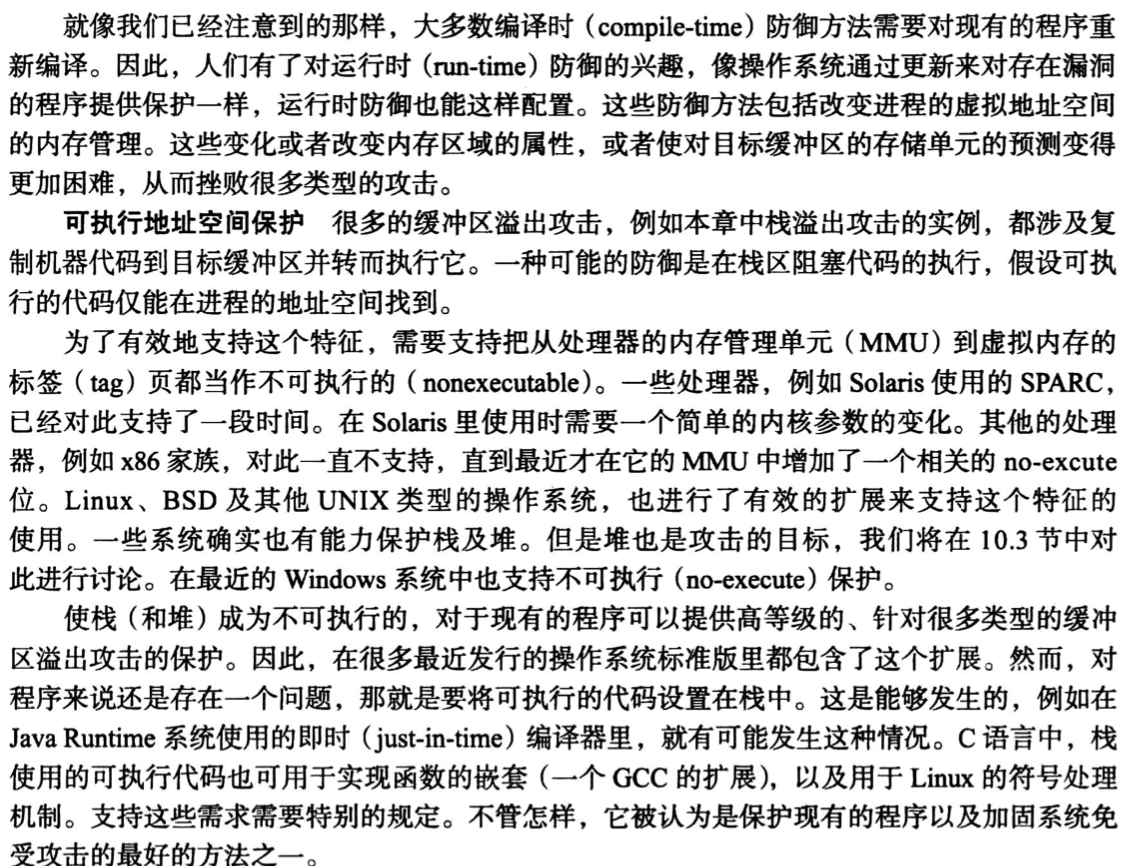 就像我们已经注意到的那样，大多数编译时（compile-time）防御方法需要对现有的程序重
新编译。因此，人们有了对运行时（run-time）防御的兴趣，像操作系统通过更新来对存在漏洞
的程序提供保护一样，运行时防御也能这样配置。这些防御方法包括改变进程的虚拟地址空间
的内存管理。这些变化或者改变内存区域的属性，或者使对目标缓冲区的存储单元的预测变得
更加困难，从而挫败很多类型的攻击。
可执行地址空间保护 很多的缓冲区溢出攻击，例如本章中栈溢出攻击的实例，都涉及复
制机器代码到目标缓冲区并转而执行它。一种可能的防御是在栈区阻塞代码的执行，假设可执
行的代码仅能在进程的地址空间找到。
为了有效地支持这个特征，需要支持把从处理器的内存管理单元（MMU）到虚拟内存的
标签（tag）页都当作不可执行的（nonexecutable）。一些处理器，例如 Solaris 使用的 SPARC，
已经对此支持了一段时间。在 Solaris 里使用时需要一个简单的内核参数的变化。其他的处理
器，例如 x86 家族，对此一直不支持，直到最近才在它的 MMU 中增加了一个相关的 no-excute
位。Linux、BSD 及其他 UNIX 类型的操作系统，也进行了有效的扩展来支持这个特征的
使用。一些系统确实也有能力保护栈及堆。但是堆也是攻击的目标，我们将在 10.3 节中对
此进行讨论。在最近的 Windows 系统中也支持不可执行（no-execute）保护。
使栈（和堆）成为不可执行的，对于现有的程序可以提供高等级的、针对很多类型的缓冲
区溢出攻击的保护。因此，在很多最近发行的操作系统标准版里都包含了这个扩展。然而，对
程序来说还是存在一个问题，那就是要将可执行的代码设置在栈中。这是能够发生的，例如在
Java Runtime 系统使用的即时（just-in-time）编译器里，就有可能发生这种情况。C 语言中，栈
使用的可执行代码也可用于实现函数的嵌套（一个 GCC 的扩展），以及用于 Linux 的符号处理
机制。支持这些需求需要特别的规定。不管怎样，它被认为是保护现有的程序以及加固系统免
受攻击的最好的方法之一。